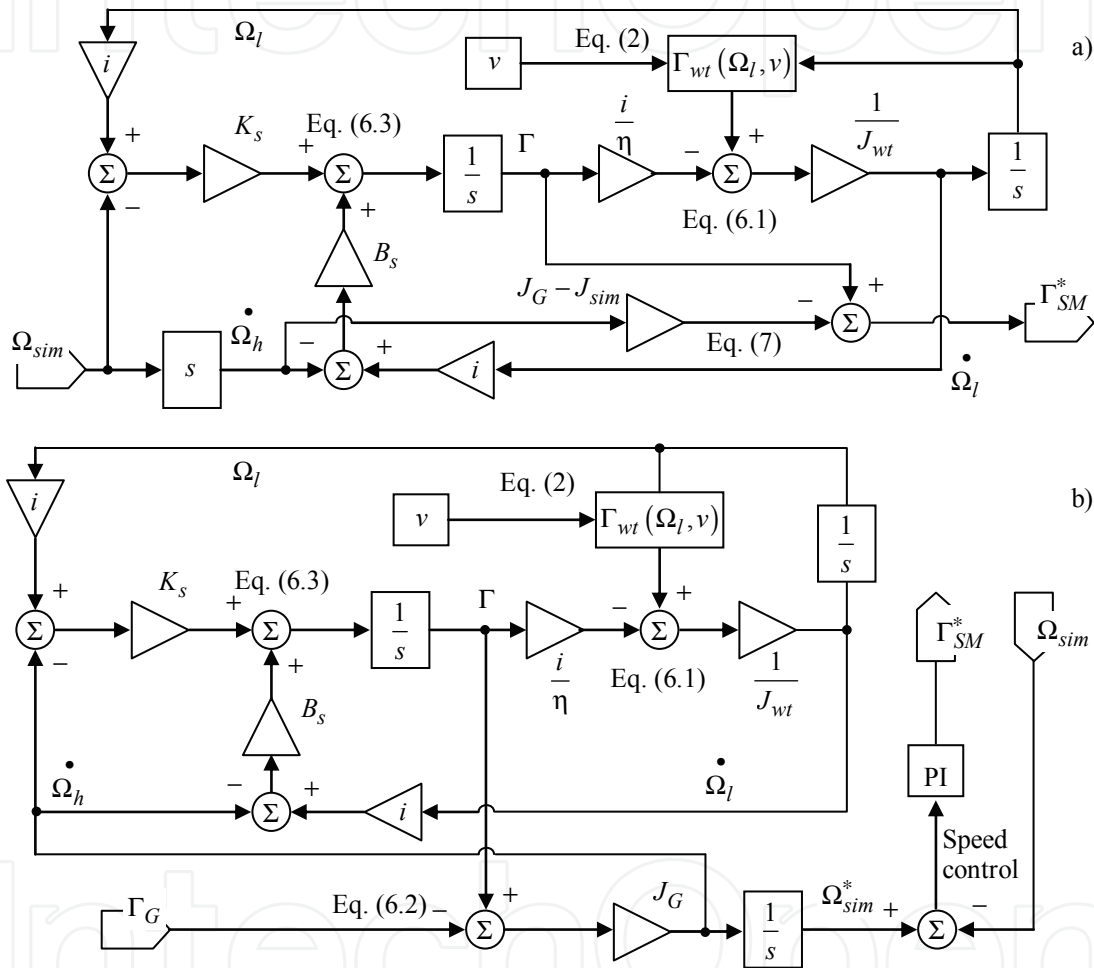 Ω_l
Eq. (2)
a)
i
v
Γ_wt (Ω_l, v)
K_s
Eq. (6.3)
Γ
i/η
1/J_wt
+
+
+
Σ
Σ
1/s
−
Σ
1/s
−
+
Eq. (6.1)
B_s
J_G − J_sim
+
Γ*_SM
−
Σ
Ω_sim
Ω̇_h
Eq. (7)
s
−
Σ
+
i
Ω̇_l
Ω_l
Eq. (2)
b)
i
v
Γ_wt (Ω_l, v)
1/s
K_s
Eq. (6.3)
Γ
+
+
−
+
Γ*_SM
Ω_sim
Σ
Σ
1/s
i/η
Σ
1/J_wt
−
+
Eq. (6.1)
B_s
PI
Ω̇_h
−
Σ
+
i
Ω̇_l
Speed
control
Γ_G
Eq. (6.2)
−
+
Σ
J_G
1/s
Ω*_sim
+
Σ
−
InTechOpen
InTechOpen